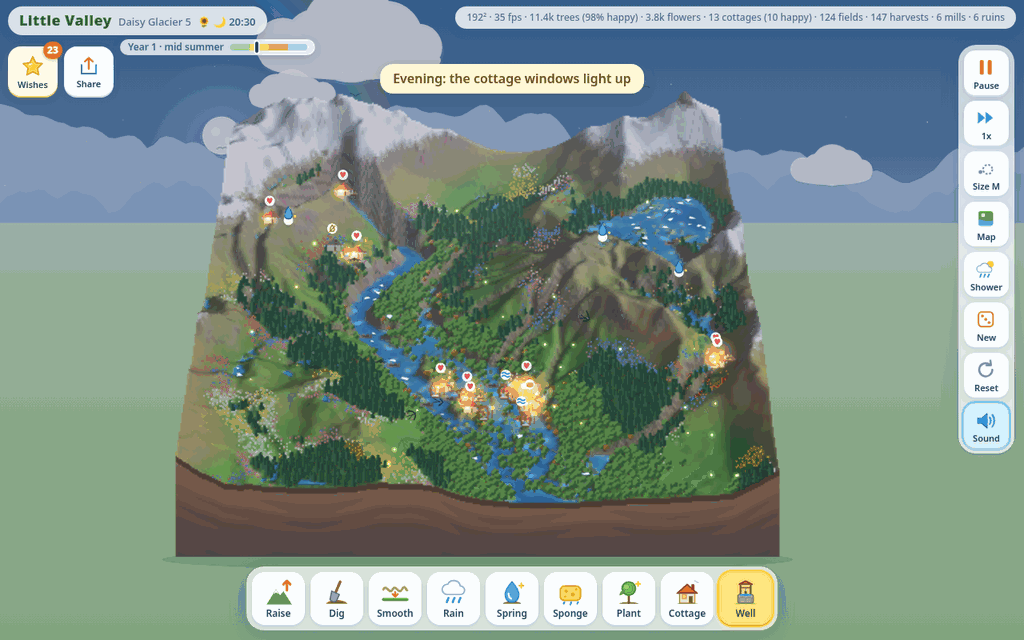 Little Valley Daisy Glacier 5 20:30
192² · 35 fps · 11.4k trees (98% happy) · 3.8k flowers · 13 cottages (10 happy) · 124 fields · 147 harvests · 6 mills · 6 ruins
Year 1 · mid summer
23
Wishes
Share
Evening: the cottage windows light up
Pause
1x
Size M
Map
Shower
New
Reset
Sound
Raise
Dig
Smooth
Rain
Spring
Sponge
Plant
Cottage
Well